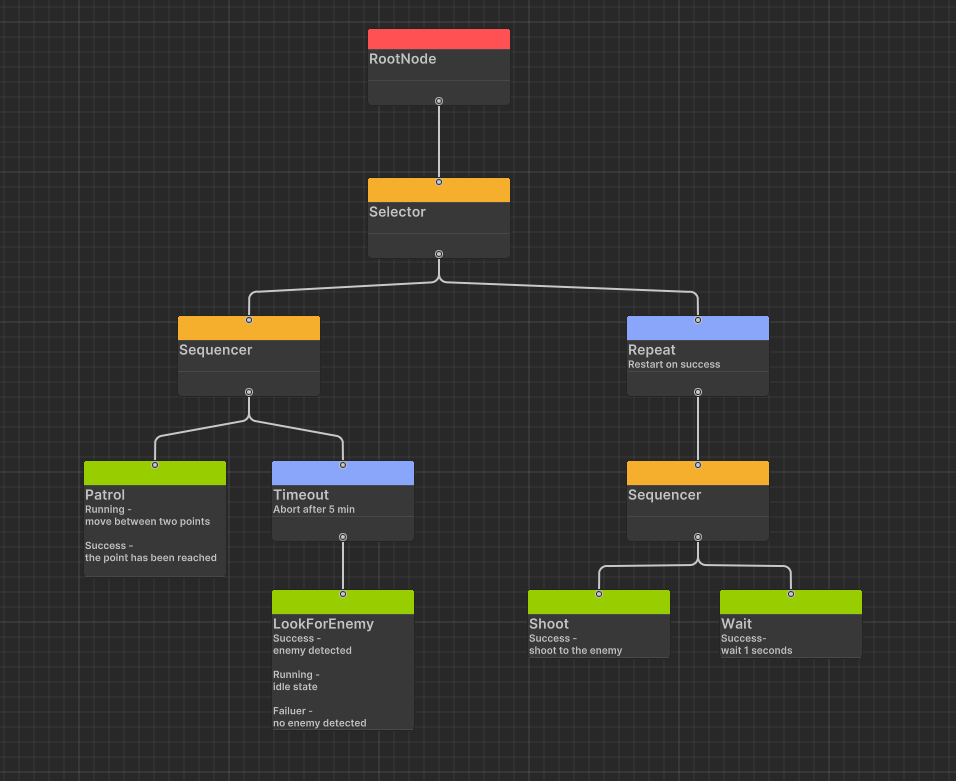 RootNode
Selector
Sequencer
Repeat
Restart on success
Patrol
Running -
move between two points
Success -
the point has been reached
Timeout
Abort after 5 min
Sequencer
LookForEnemy
Success -
enemy detected
Running -
idle state
Failuer -
no enemy detected
Shoot
Success -
shoot to the enemy
Wait
Success-
wait 1 seconds